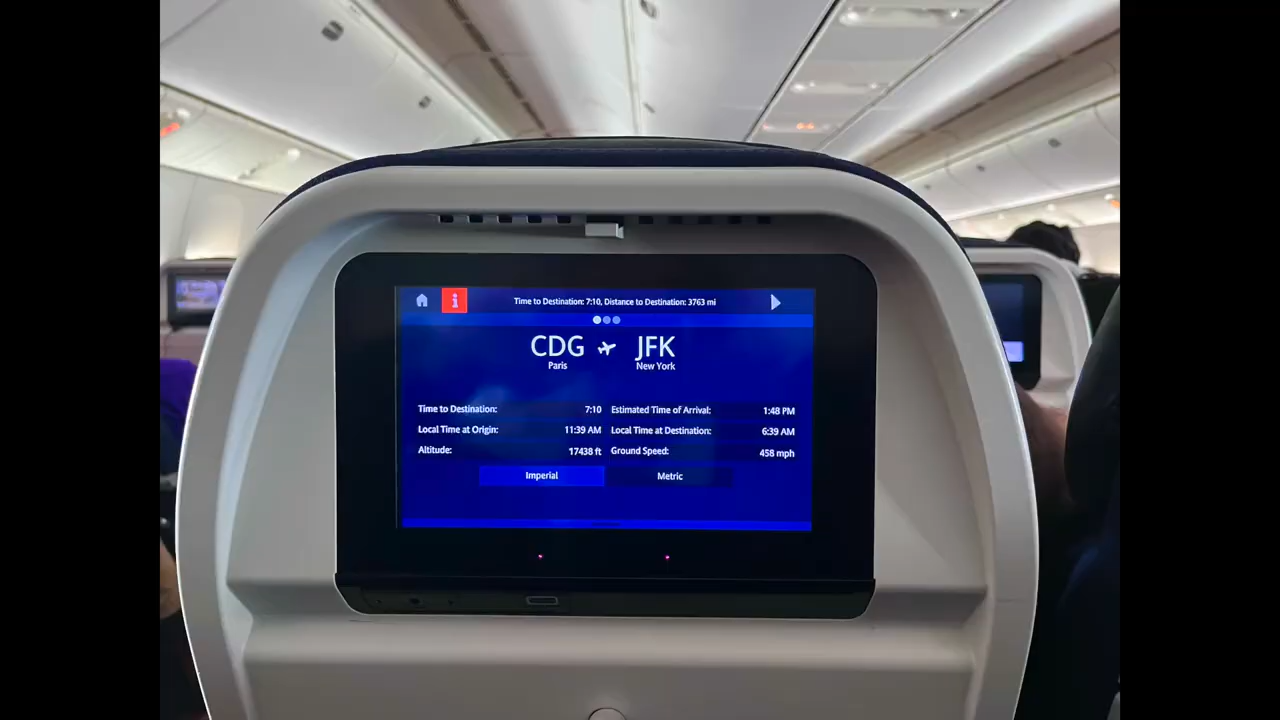 i
Time to Destination: 7:10, Distance to Destination: 3763 mi
CDG JFK
Paris New York
Time to Destination: 7:10 Estimated Time of Arrival: 1:48 PM
Local Time at Origin: 11:39 AM Local Time at Destination: 6:39 AM
Altitude: 17438 ft Ground Speed: 458 mph
Imperial Metric